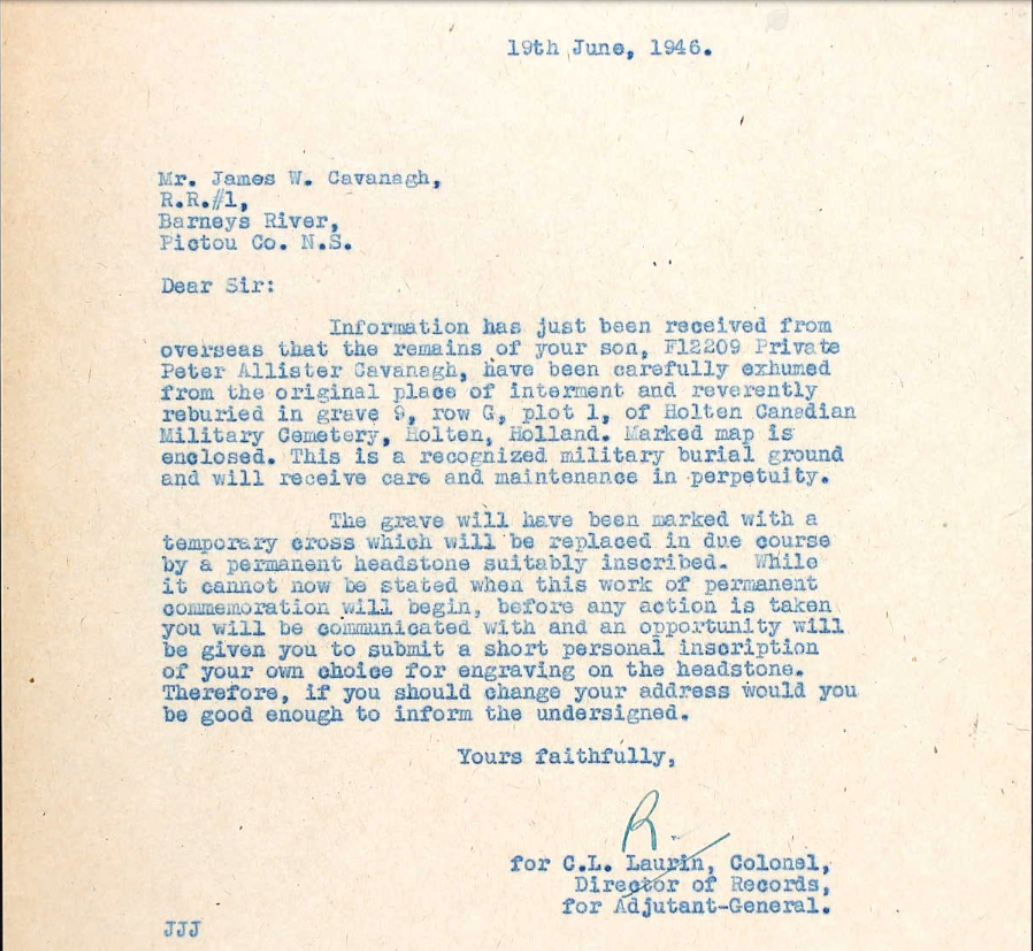 19th June, 1946.
Mr. James W. Cavanagh,
R.R.#1,
Barneys River,
Pictou Co. N.S.
Dear Sir:
Information has just been received from
overseas that the remains of your son, F12209 Private
Peter Allister Cavanagh, have been carefully exhumed
from the original place of interment and reverently
reburied in grave 9, row G, plot 1, of Holten Canadian
Military Cemetery, Holten, Holland. Marked map is
enclosed. This is a recognized military burial ground
and will receive care and maintenance in perpetuity.
The grave will have been marked with a
temporary cross which will be replaced in due course
by a permanent headstone suitably inscribed. While
it cannot now be stated when this work of permanent
commemoration will begin, before any action is taken
you will be communicated with and an opportunity will
be given you to submit a short personal inscription
of your own choice for engraving on the headstone.
Therefore, if you should change your address would you
be good enough to inform the undersigned.
Yours faithfully,
R.
for C.L. Laurin, Colonel,
Director of Records,
for Adjutant-General.
JJJ